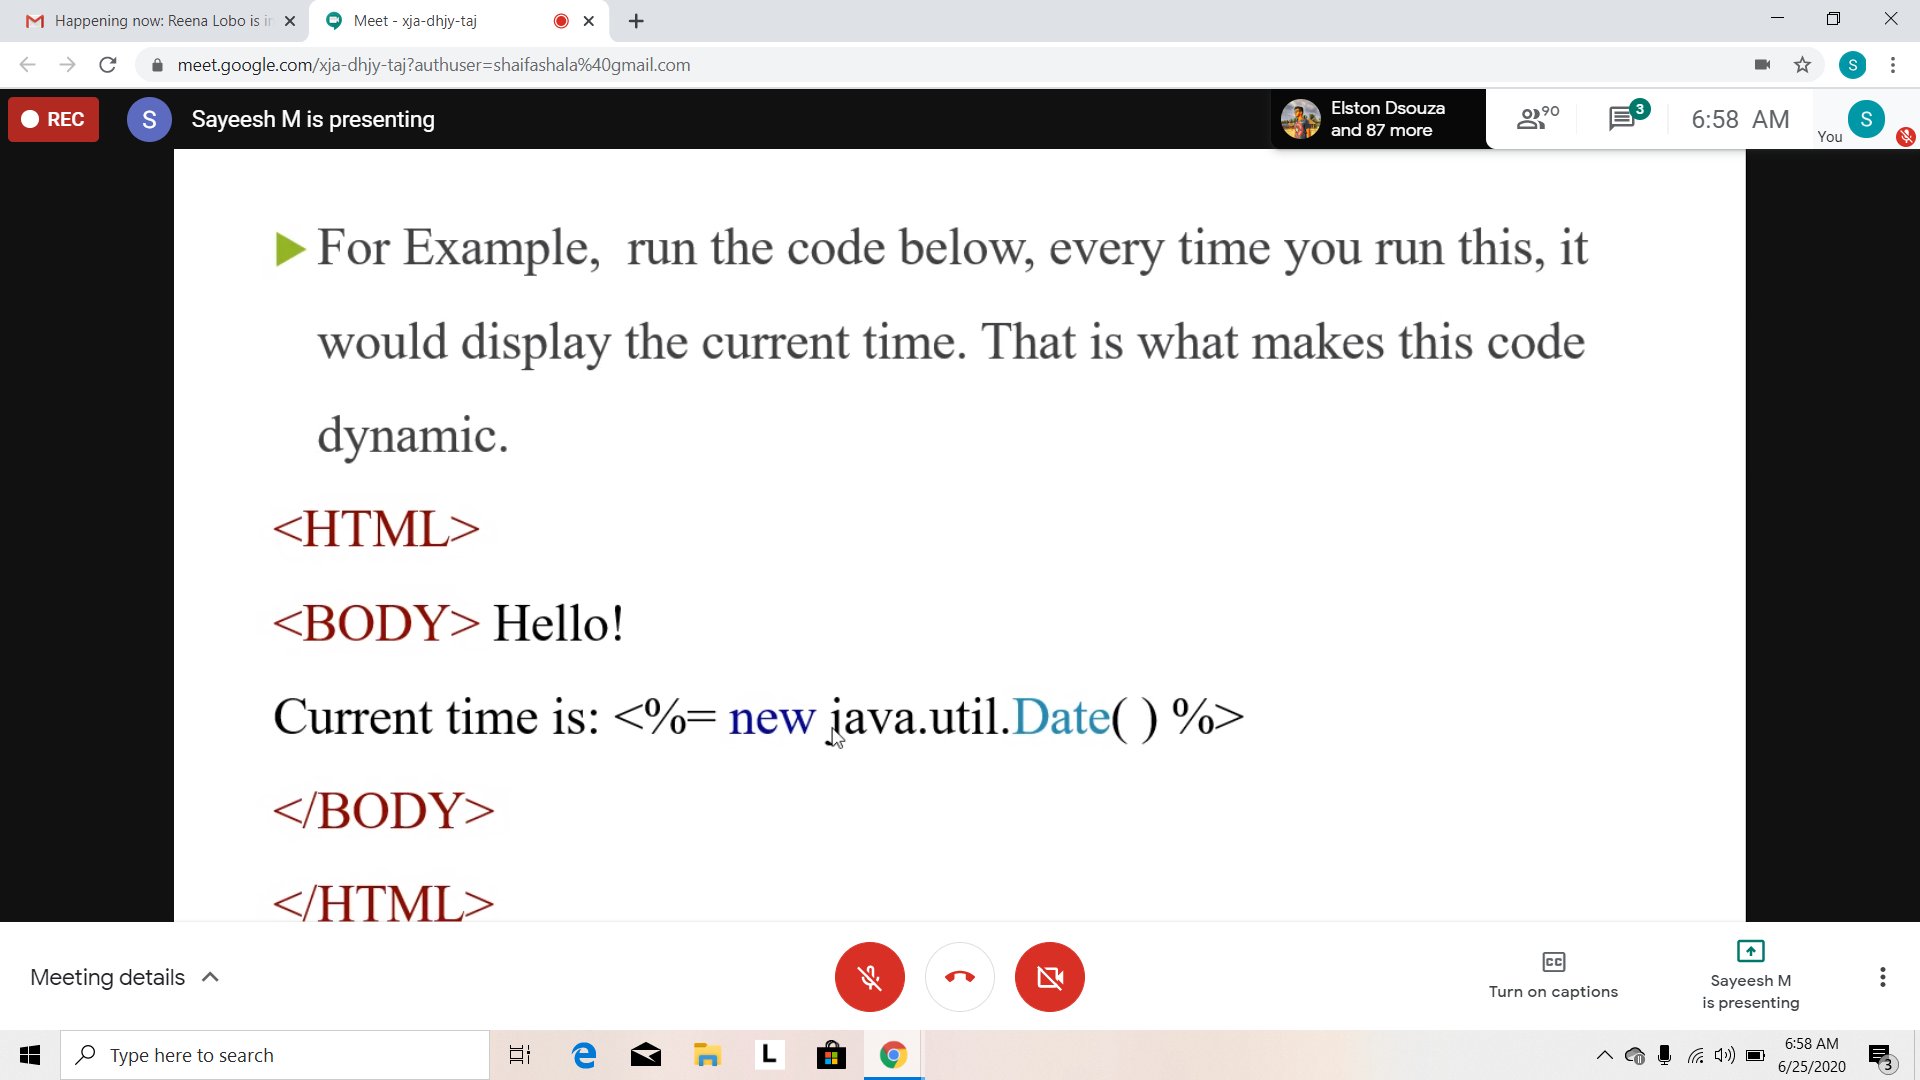 Happening now: Reena Lobo is in
Meet - xja-dhjy-taj
meet.google.com/xja-dhjy-taj?authuser=shaifashala%40gmail.com
S
REC
S
Sayeesh M is presenting
Elston Dsouza
and 87 more
90
3
6:58 AM
You
S
For Example, run the code below, every time you run this, it
would display the current time. That is what makes this code
dynamic.
<HTML>
<BODY> Hello!
Current time is: <%= new java.util.Date( ) %>
</BODY>
</HTML>
Meeting details
CC
Turn on captions
Sayeesh M
is presenting
Type here to search
L
6:58 AM
6/25/2020
3